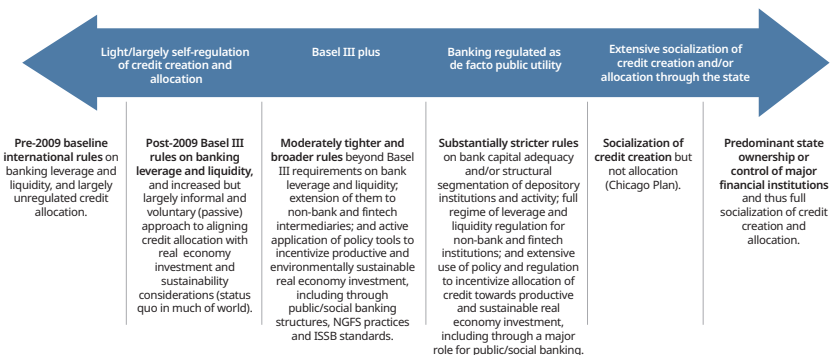 Light/largely self-regulation
of credit creation and
allocation
Basel III plus
Banking regulated as
de facto public utility
Extensive socialization of
credit creation and/or
allocation through the state
Pre-2009 baseline
international rules on
banking leverage and
liquidity, and largely
unregulated credit
allocation.
Post-2009 Basel III
rules on banking
leverage and liquidity,
and increased but
largely informal and
voluntary (passive)
approach to aligning
credit allocation with
real economy
investment and
sustainability
considerations (status
quo in much of world).
Moderately tighter and
broader rules beyond Basel
III requirements on bank
leverage and liquidity;
extension of them to
non-bank and fintech
intermediaries; and active
application of policy tools to
incentivize productive and
environmentally sustainable
real economy investment,
including through
public/social banking
structures, NGFS practices
and ISSB standards.
Substantially stricter rules
on bank capital adequacy
and/or structural
segmentation of depository
institutions and activity; full
regime of leverage and
liquidity regulation for
non-bank and fintech
institutions; and extensive
use of policy and regulation
to incentivize allocation of
credit towards productive
and sustainable real
economy investment,
including through a major
role for public/social banking.
Socialization of
credit creation but
not allocation
(Chicago Plan).
Predominant state
ownership or
control of major
financial institutions
and thus full
socialization of credit
creation and
allocation.